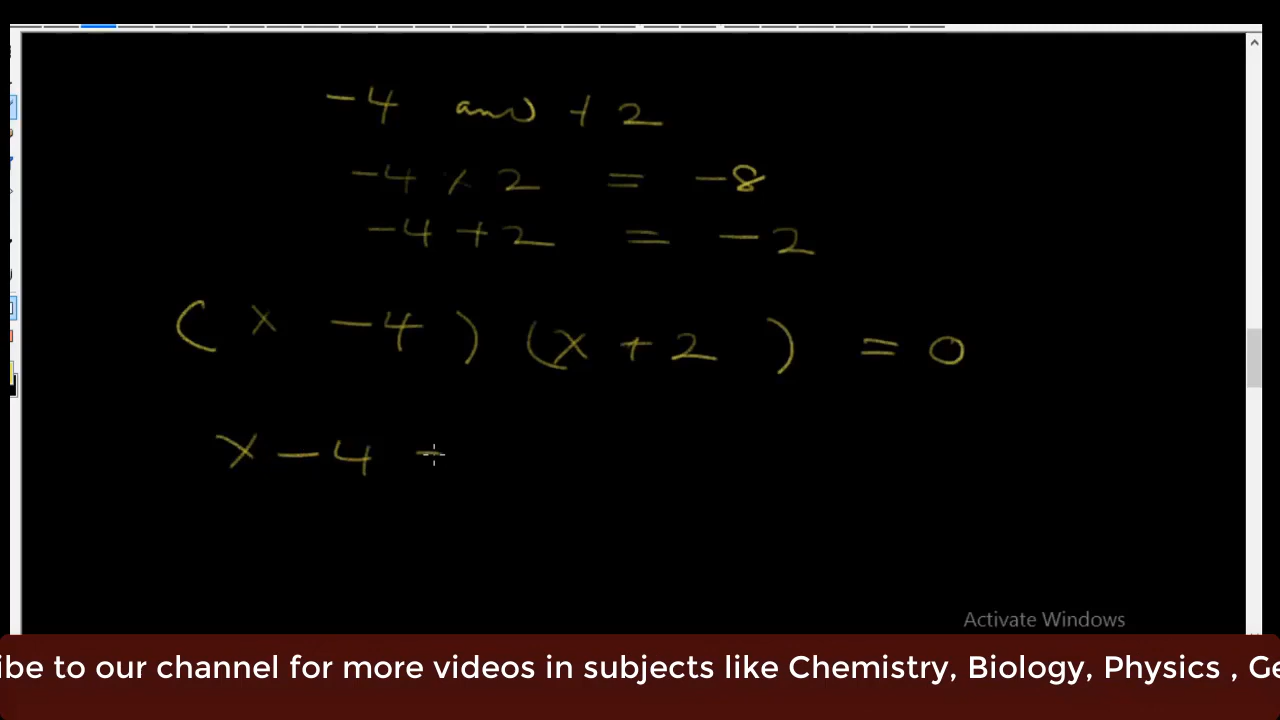 -4 and +2
-4 × 2 = -8
-4 + 2 = -2
(x -4) (x + 2) = 0
x - 4 -
Activate Windows
ibe to our channel for more videos in subjects like Chemistry, Biology, Physics , Ge